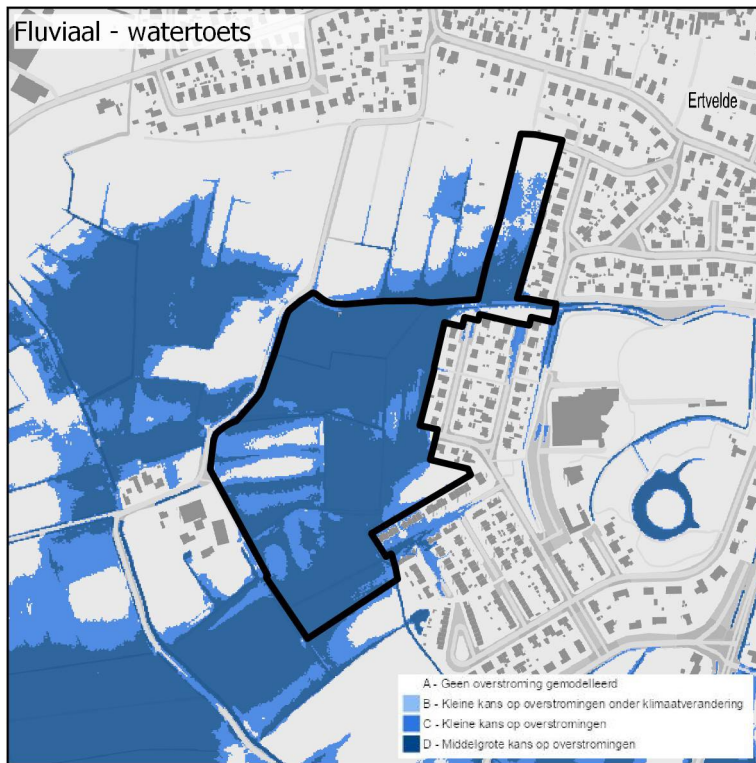 Fluviaal - watertoets
Ertvelde
A - Geen overstroming gemodelleerd
B - Kleine kans op overstromingen onder klimaatverandering
C - Kleine kans op overstromingen
D - Middelgrote kans op overstromingen